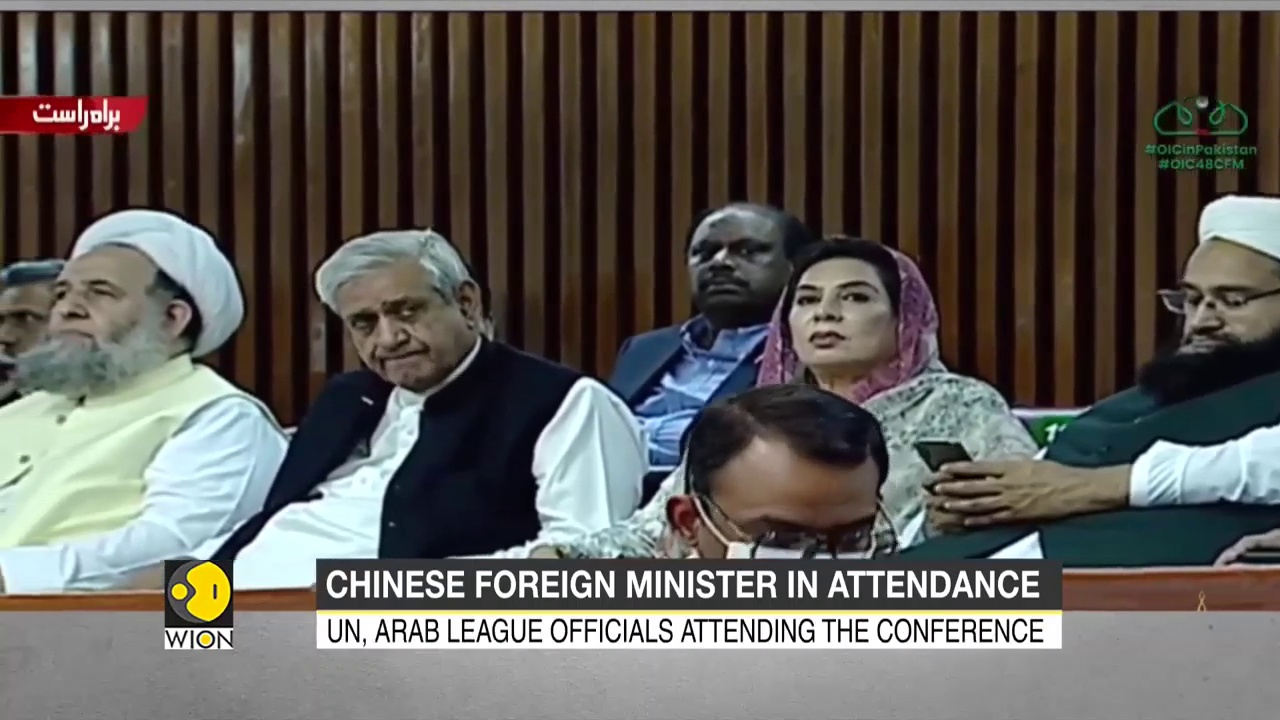 براہ راست
#OICinPakistan
#OIC48CFM
CHINESE FOREIGN MINISTER IN ATTENDANCE
UN, ARAB LEAGUE OFFICIALS ATTENDING THE CONFERENCE
WION